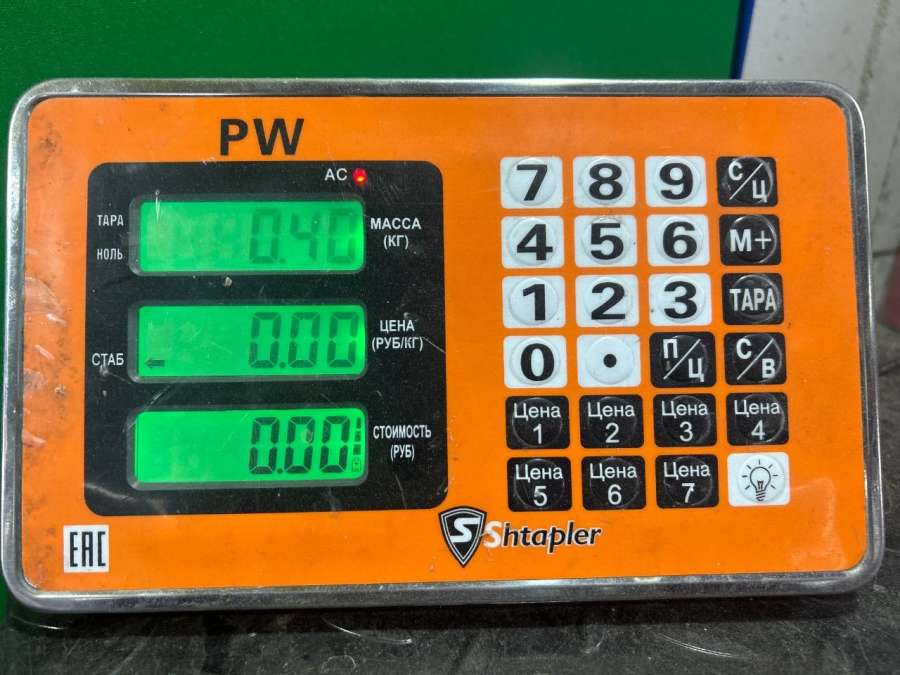 PW
AC
ТАРА
НОЛЬ
0.40
МАССА
(КГ)
СТАБ
0.00
ЦЕНА
(РУБ/КГ)
0.00
СТОИМОСТЬ
(РУБ)
7 8 9 С/Ц
4 5 6 М+
1 2 3 ТАРА
0 . П/Ц С/В
Цена 1
Цена 2
Цена 3
Цена 4
Цена 5
Цена 6
Цена 7
EAC
S Shtapler